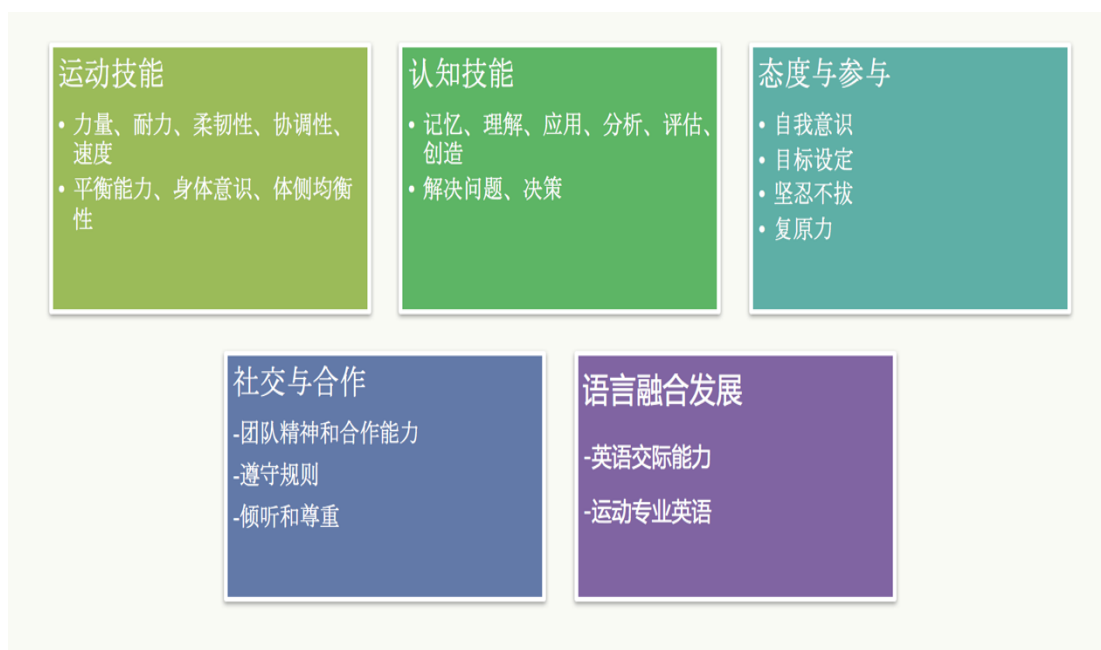 运动技能
• 力量、耐力、柔韧性、协调性、
速度
• 平衡能力、身体意识、体侧均衡
性
认知技能
• 记忆、理解、应用、分析、评估、
创造
• 解决问题、决策
态度与参与
• 自我意识
• 目标设定
• 坚忍不拔
• 复原力
社交与合作
-团队精神和合作能力
-遵守规则
-倾听和尊重
语言融合发展
-英语交际能力
-运动专业英语